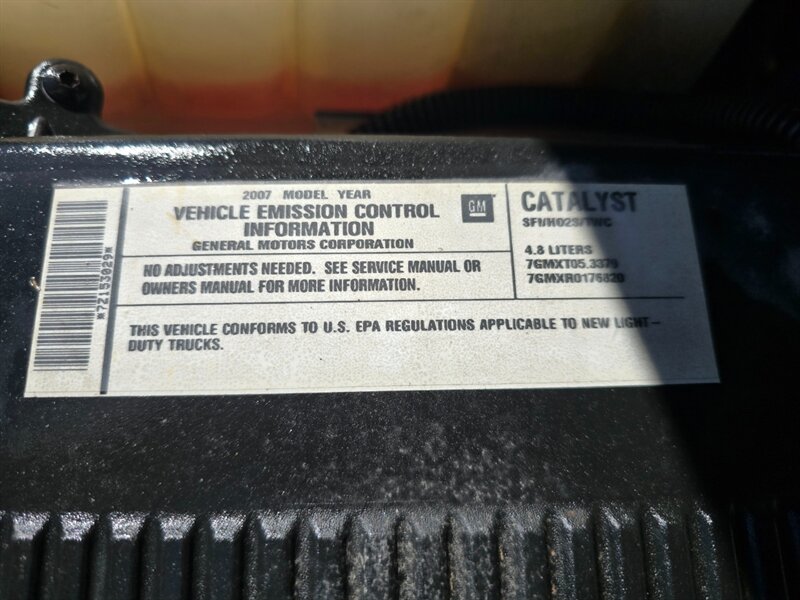 *72153029*
2007 MODEL YEAR
VEHICLE EMISSION CONTROL
INFORMATION
GENERAL MOTORS CORPORATION
GM
NO ADJUSTMENTS NEEDED. SEE SERVICE MANUAL OR
OWNERS MANUAL FOR MORE INFORMATION.
CATALYST
SFI/HO2S/TWC
4.8 LITERS
7GMXT05.3379
7GMXR0176820
THIS VEHICLE CONFORMS TO U.S. EPA REGULATIONS APPLICABLE TO NEW LIGHT-
DUTY TRUCKS.